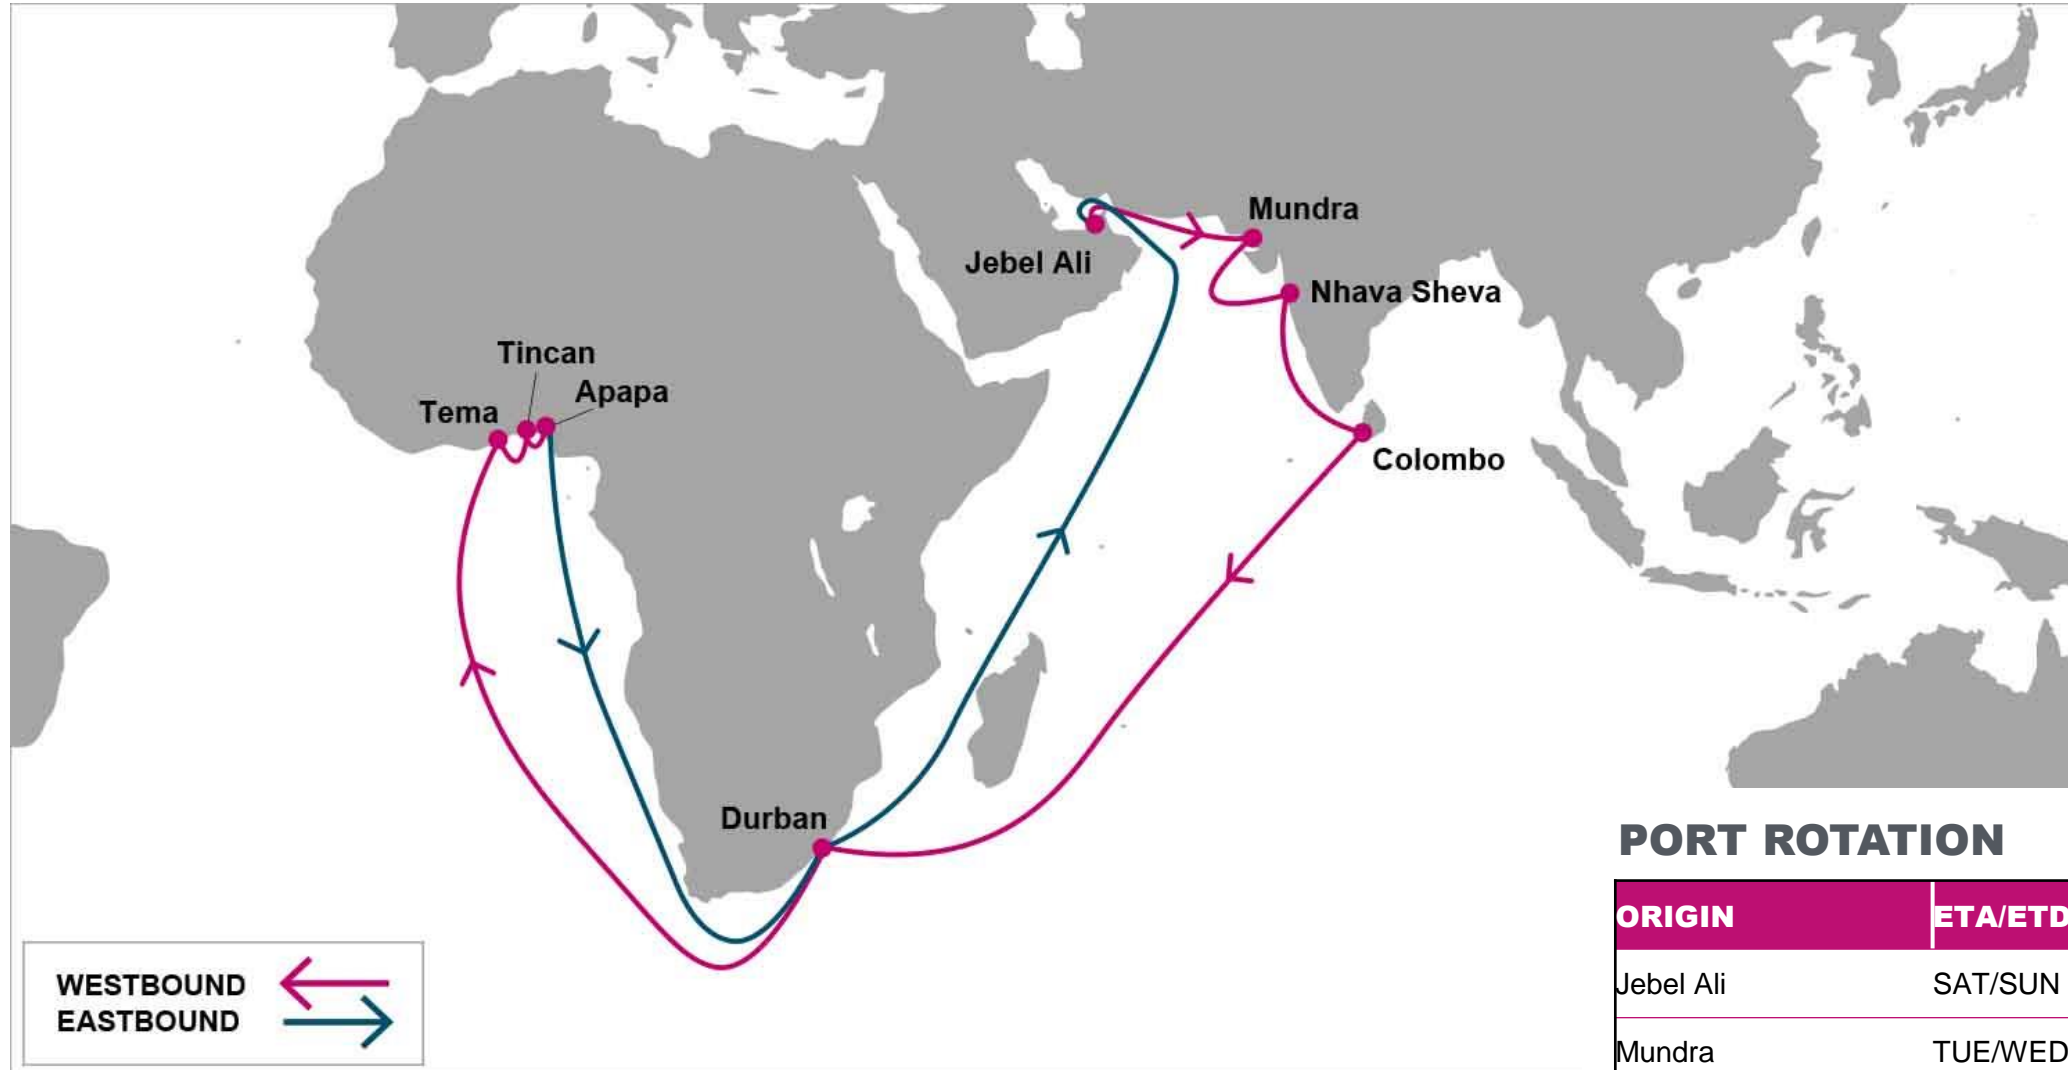 Mundra
Jebel Ali
Nhava Sheva
Tincan
Apapa
Tema
Colombo
Durban
PORT ROTATION
ORIGIN ETA/ETD
Jebel Ali SAT/SUN
Mundra TUE/WED
WESTBOUND
EASTBOUND